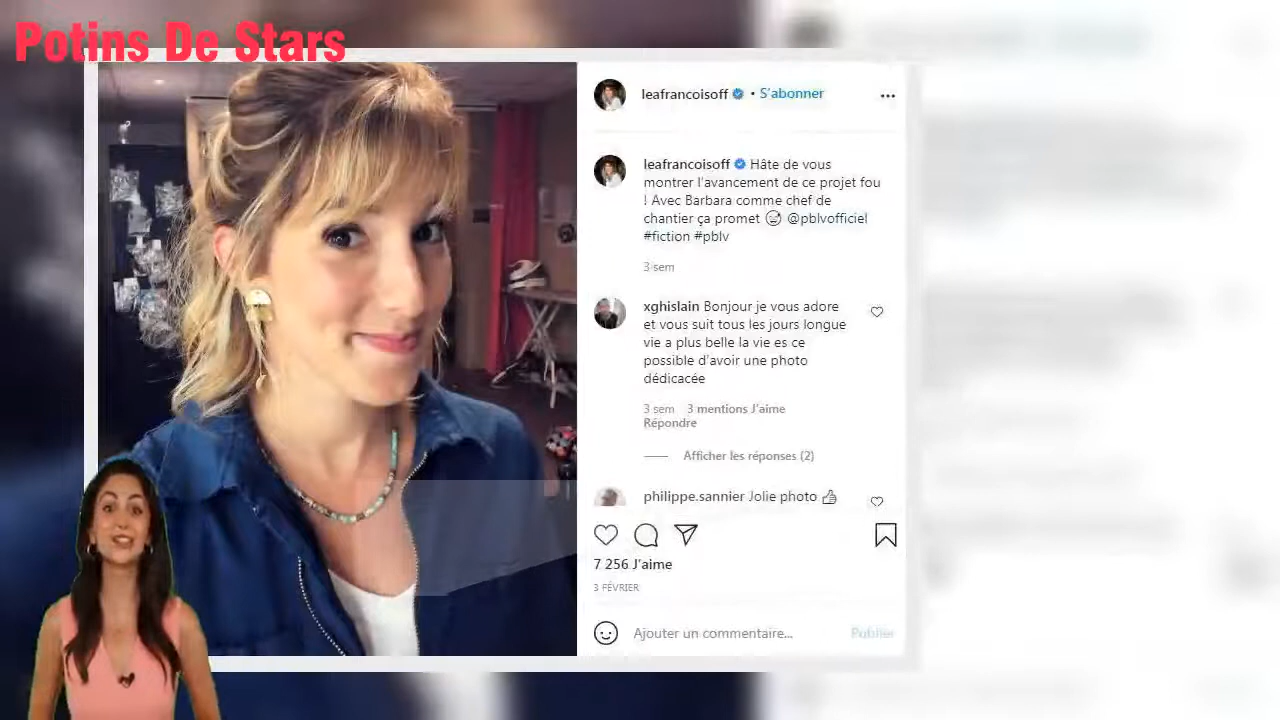 Potins De Stars
leafrancoisoff • S'abonner
leafrancoisoff Hâte de vous
montrer l'avancement de ce projet fou
! Avec Barbara comme chef de
chantier ça promet 😅 @pblvofficiel
#fiction #pblv
3 sem
xghislain Bonjour je vous adore
et vous suit tous les jours longue
vie a plus belle la vie es ce
possible d'avoir une photo
dédicacée
3 sem 3 mentions J'aime
Répondre
Afficher les réponses (2)
philippe.sannier Jolie photo 👍
7 256 J'aime
3 FÉVRIER
Ajouter un commentaire... Publier